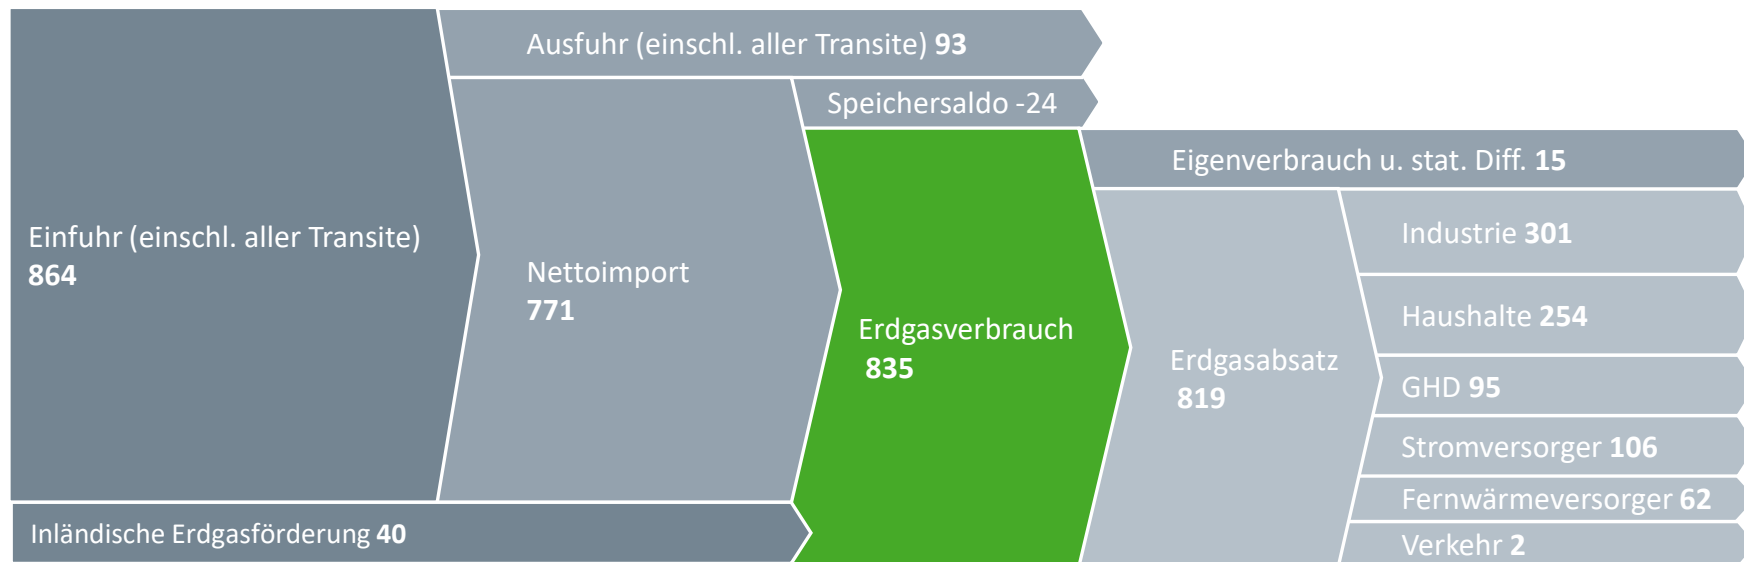 Ausfuhr (einschl. aller Transite) 93
Speichersaldo -24
Eigenverbrauch u. stat. Diff. 15
Einfuhr (einschl. aller Transite)
864
Nettoimport
771
Erdgasverbrauch
835
Erdgasabsatz
819
Industrie 301
Haushalte 254
GHD 95
Stromversorger 106
Fernwärmeversorger 62
Verkehr 2
Inländische Erdgasförderung 40